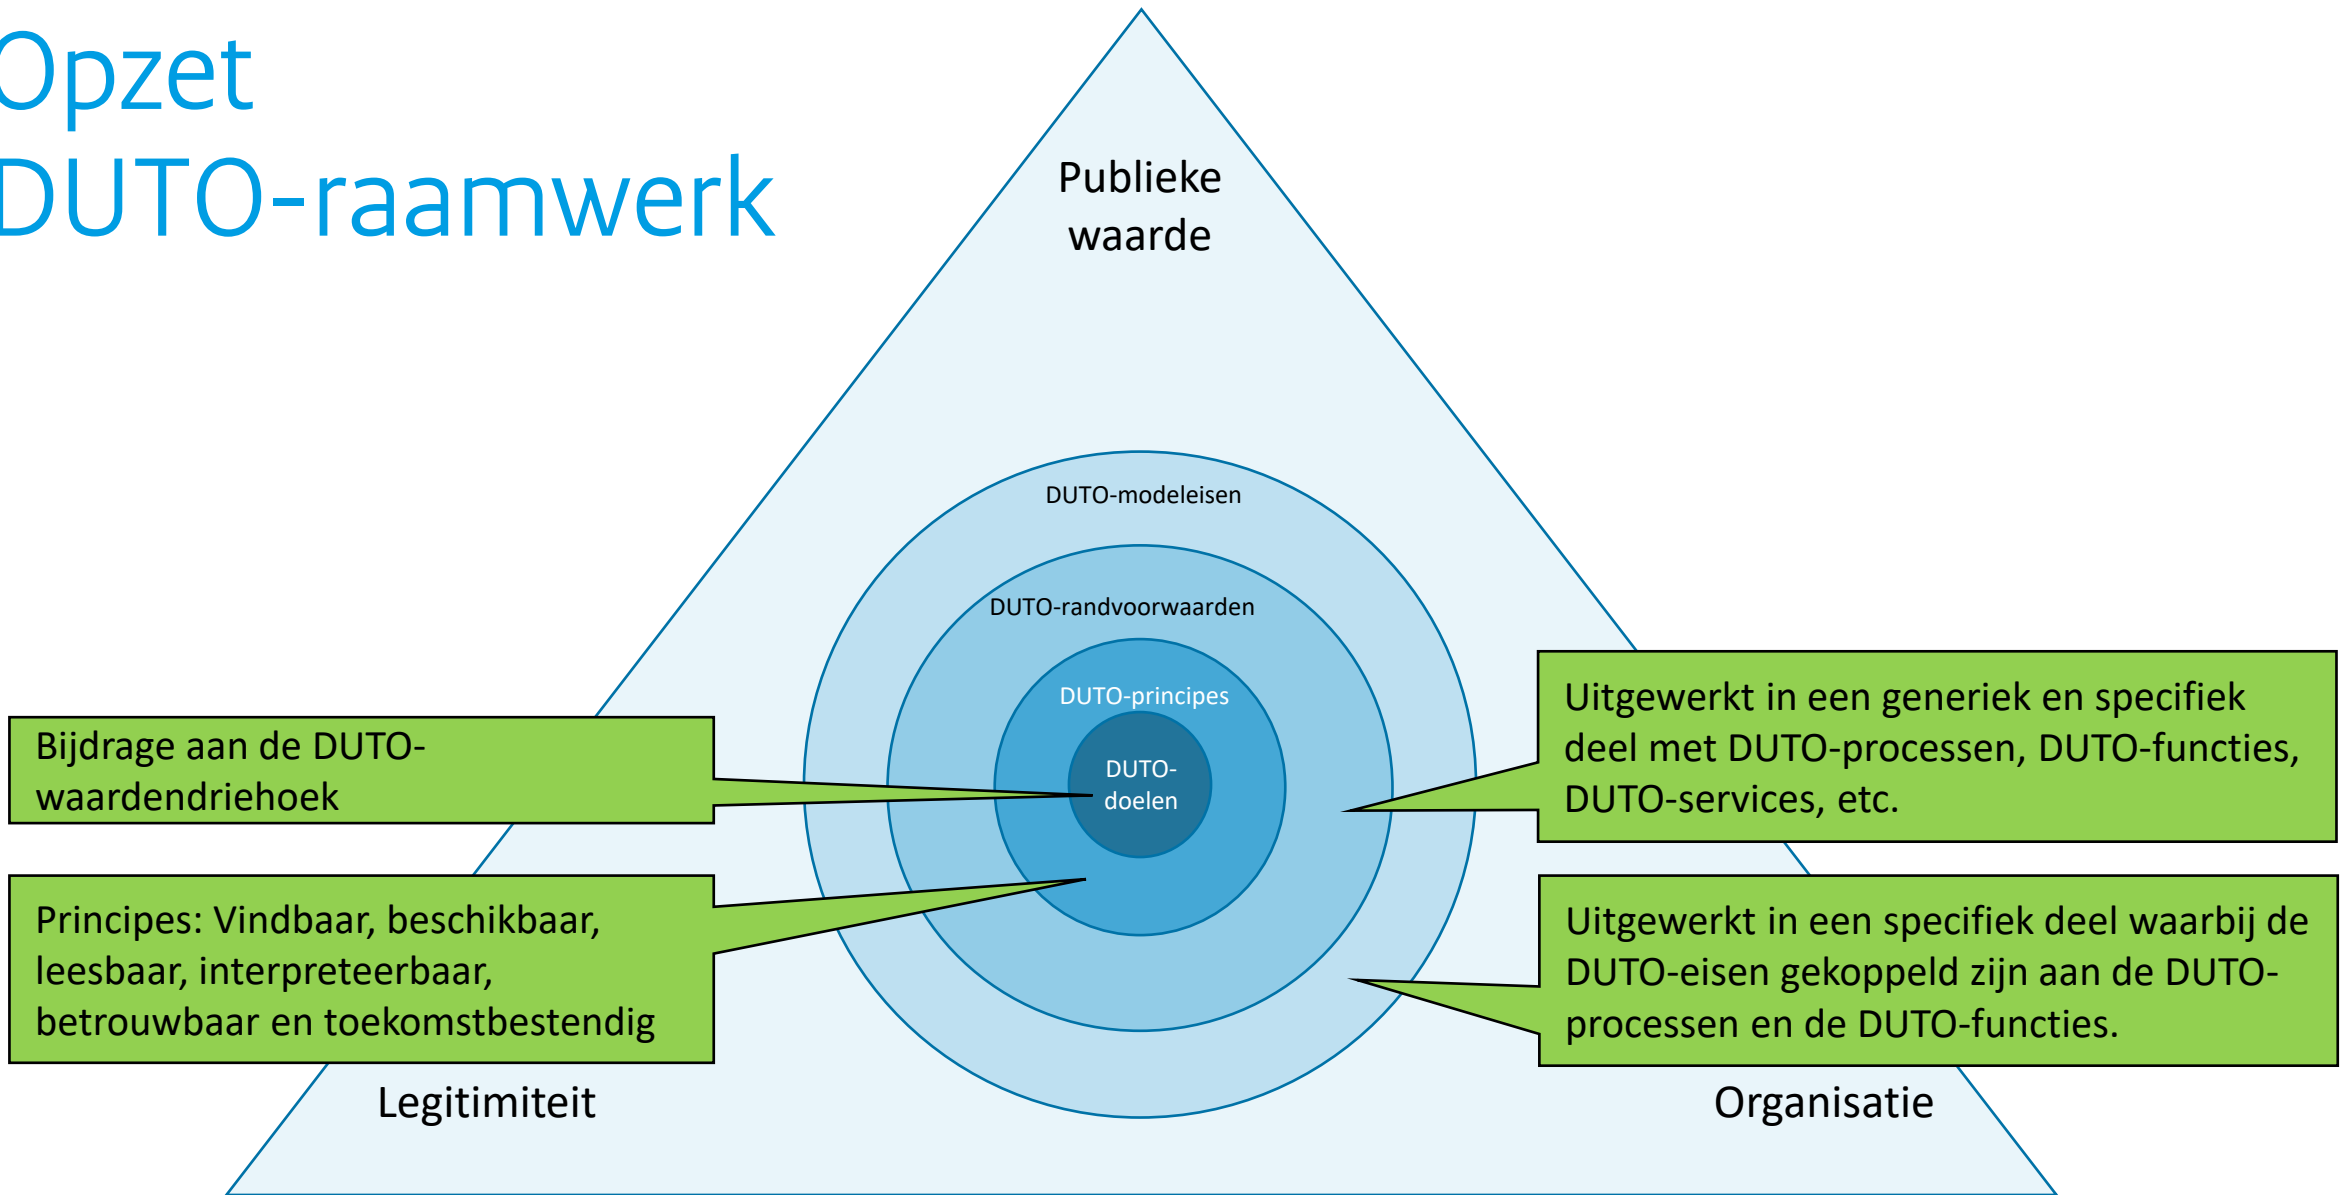 Opzet
DUTO-raamwerk
Publieke
waarde
DUTO-modeleisen
DUTO-randvoorwaarden
DUTO-principes
DUTO-
doelen
Bijdrage aan de DUTO-
waardendriehoek
Principes: Vindbaar, beschikbaar,
leesbaar, interpreteerbaar,
betrouwbaar en toekomstbestendig
Uitgewerkt in een generiek en specifiek
deel met DUTO-processen, DUTO-functies,
DUTO-services, etc.
Uitgewerkt in een specifiek deel waarbij de
DUTO-eisen gekoppeld zijn aan de DUTO-
processen en de DUTO-functies.
Legitimiteit
Organisatie